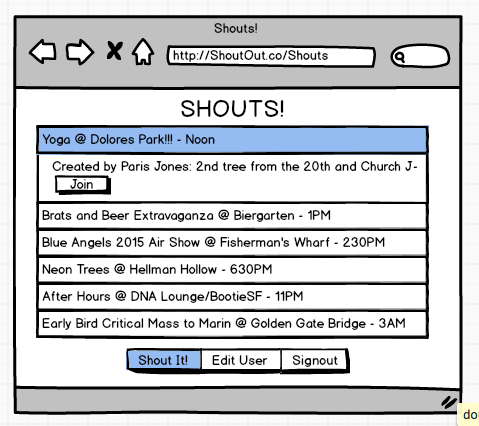 Shouts!
http://ShoutOut.co/Shouts
SHOUTS!
Yoga @ Dolores Park!!! - Noon
Created by Paris Jones: 2nd tree from the 20th and Church J-
Join
Brats and Beer Extravaganza @ Biergarten - 1PM
Blue Angels 2015 Air Show @ Fisherman's Wharf - 230PM
Neon Trees @ Hellman Hollow - 630PM
After Hours @ DNA Lounge/BootieSF - 11PM
Early Bird Critical Mass to Marin @ Golden Gate Bridge - 3AM
Shout It! Edit User Signout
do